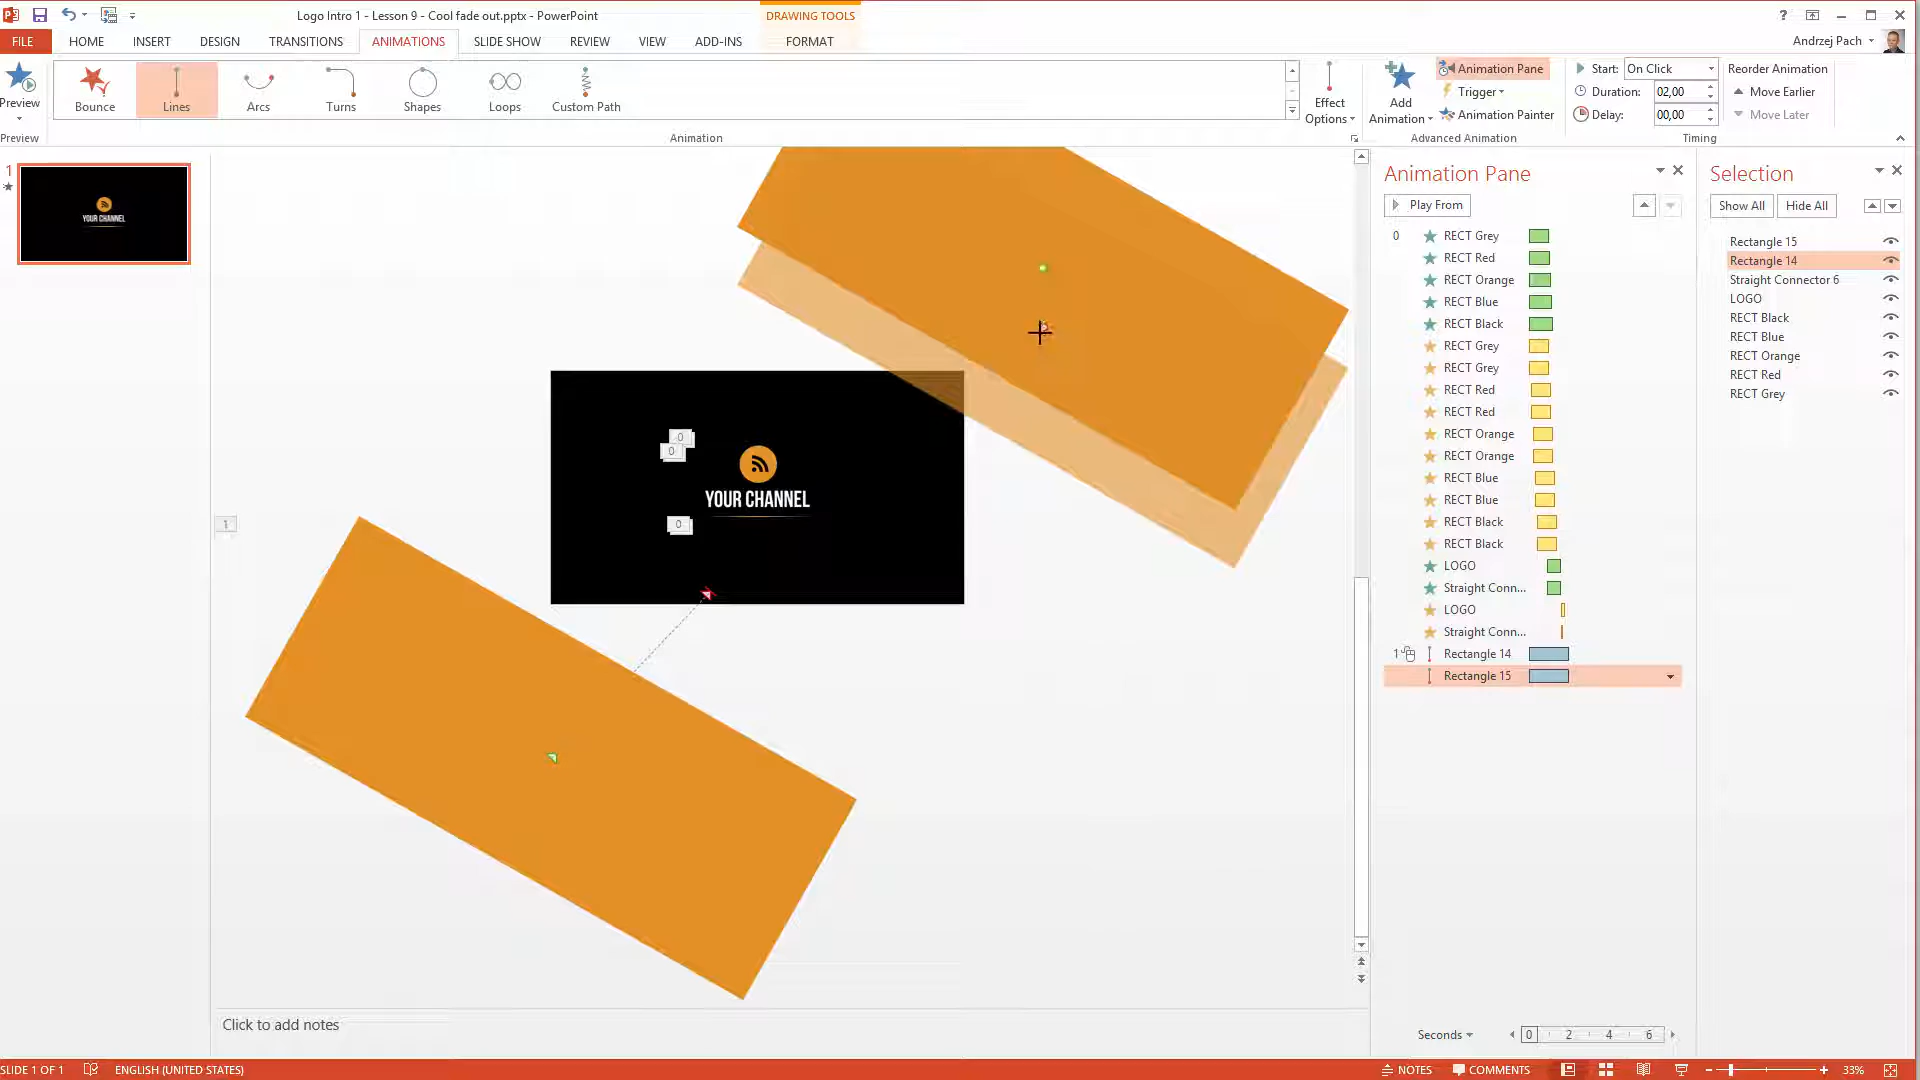 Logo Intro 1 - Lesson 9 - Cool fade out.pptx - PowerPoint
DRAWING TOOLS
FILE HOME INSERT DESIGN TRANSITIONS ANIMATIONS SLIDE SHOW REVIEW VIEW ADD-INS FORMAT
Andrzej Pach
Preview
Bounce Lines Arcs Turns Shapes Loops Custom Path
Effect Options
Add Animation
Animation Pane
Trigger
Animation Painter
Start: On Click
Duration: 02,00
Delay: 00,00
Reorder Animation
Move Earlier
Move Later
Preview Animation Advanced Animation Timing
1
YOUR CHANNEL
0
0
YOUR CHANNEL
0
1
Animation Pane
Play From
0 RECT Grey
RECT Red
RECT Orange
RECT Blue
RECT Black
RECT Grey
RECT Grey
RECT Red
RECT Red
RECT Orange
RECT Orange
RECT Blue
RECT Blue
RECT Black
RECT Black
LOGO
Straight Conn...
LOGO
Straight Conn...
1 Rectangle 14
Rectangle 15
Seconds 0 2 4 6
Selection
Show All Hide All
Rectangle 15
Rectangle 14
Straight Connector 6
LOGO
RECT Black
RECT Blue
RECT Orange
RECT Red
RECT Grey
Click to add notes
SLIDE 1 OF 1 ENGLISH (UNITED STATES) NOTES COMMENTS 33%